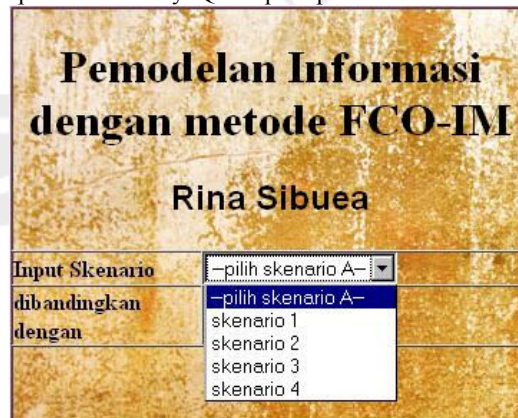 Pemodelan Informasi
dengan metode FCO-IM
Rina Sibuea
Input Skenario
--pilih skenario A--
dibandingkan
dengan
--pilih skenario A--
skenario 1
skenario 2
skenario 3
skenario 4